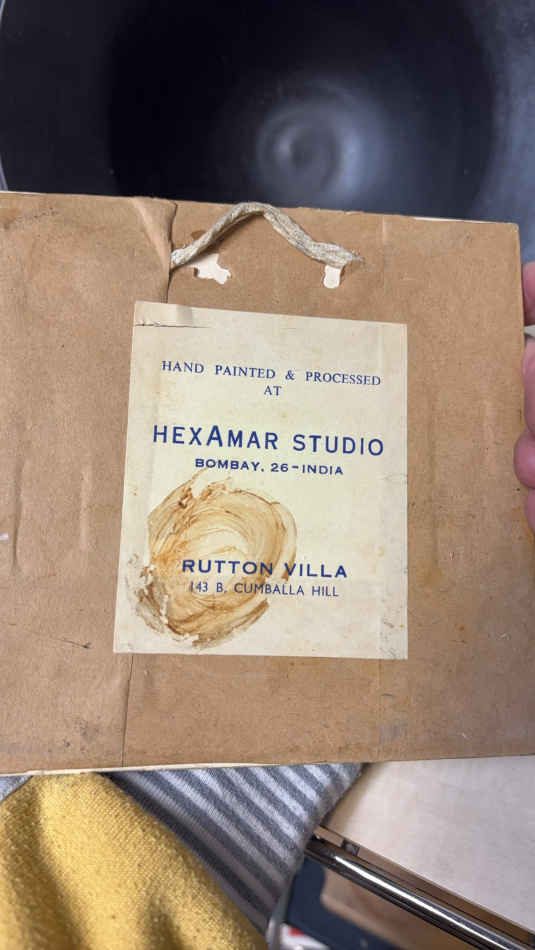 HAND PAINTED & PROCESSED
AT
HEXAMAR STUDIO
BOMBAY. 26-INDIA
RUTTON VILLA
143 B, CUMBALLA HILL